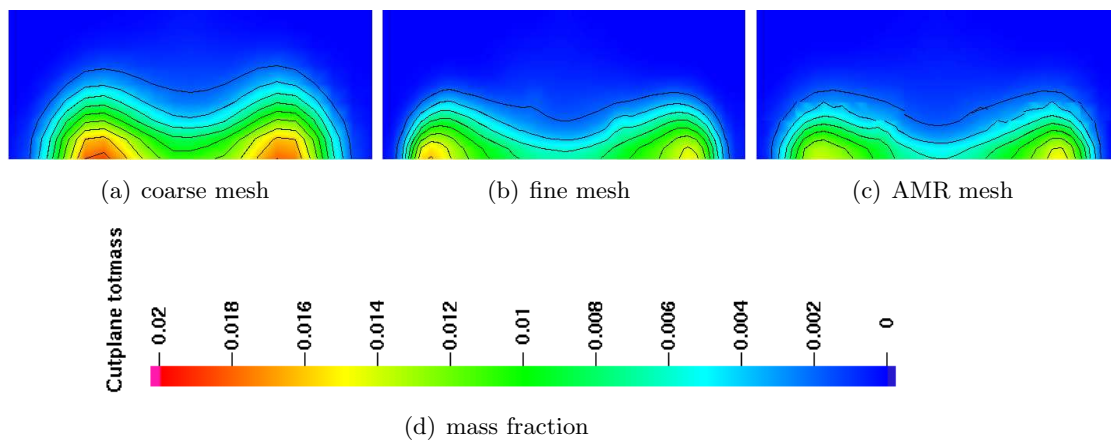 (a) coarse mesh
(b) fine mesh
(c) AMR mesh
Cutplane totmass
0.02
0.018
0.016
0.014
0.012
0.01
0.008
0.006
0.004
0.002
0
(d) mass fraction